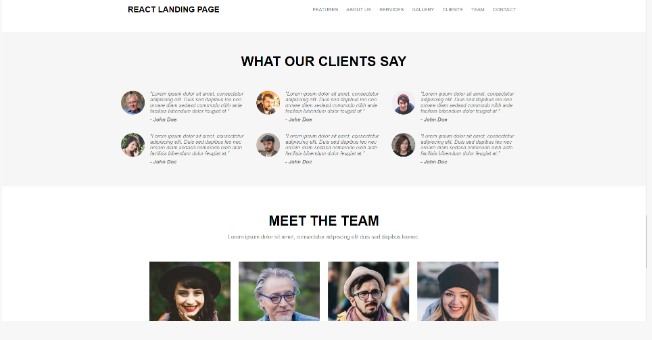 REACT LANDING PAGE
FEATURES ABOUT US SERVICES GALLERY CLIENTS TEAM CONTACT
WHAT OUR CLIENTS SAY
"Lorem ipsum dolor sit amet, consectetur
adipiscing elit. Duis sed dapibus leo nec
ornare diam sedasd commodo nibh ante
facilisis bibendum dolor feugiat at."
- John Doe
"Lorem ipsum dolor sit amet, consectetur
adipiscing elit. Duis sed dapibus leo nec
ornare diam sedasd commodo nibh ante
facilisis bibendum dolor feugiat at."
- John Doe
"Lorem ipsum dolor sit amet, consectetur
adipiscing elit. Duis sed dapibus leo nec
ornare diam sedasd commodo nibh ante
facilisis bibendum dolor feugiat at."
- John Doe
"Lorem ipsum dolor sit amet, consectetur
adipiscing elit. Duis sed dapibus leo nec
ornare diam sedasd commodo nibh ante
facilisis bibendum dolor feugiat at."
- John Doe
"Lorem ipsum dolor sit amet, consectetur
adipiscing elit. Duis sed dapibus leo nec
ornare diam sedasd commodo nibh ante
facilisis bibendum dolor feugiat at."
- John Doe
"Lorem ipsum dolor sit amet, consectetur
adipiscing elit. Duis sed dapibus leo nec
ornare diam sedasd commodo nibh ante
facilisis bibendum dolor feugiat at."
- John Doe
MEET THE TEAM
Lorem ipsum dolor sit amet, consectetur adipiscing elit duis sed dapibus leonec.